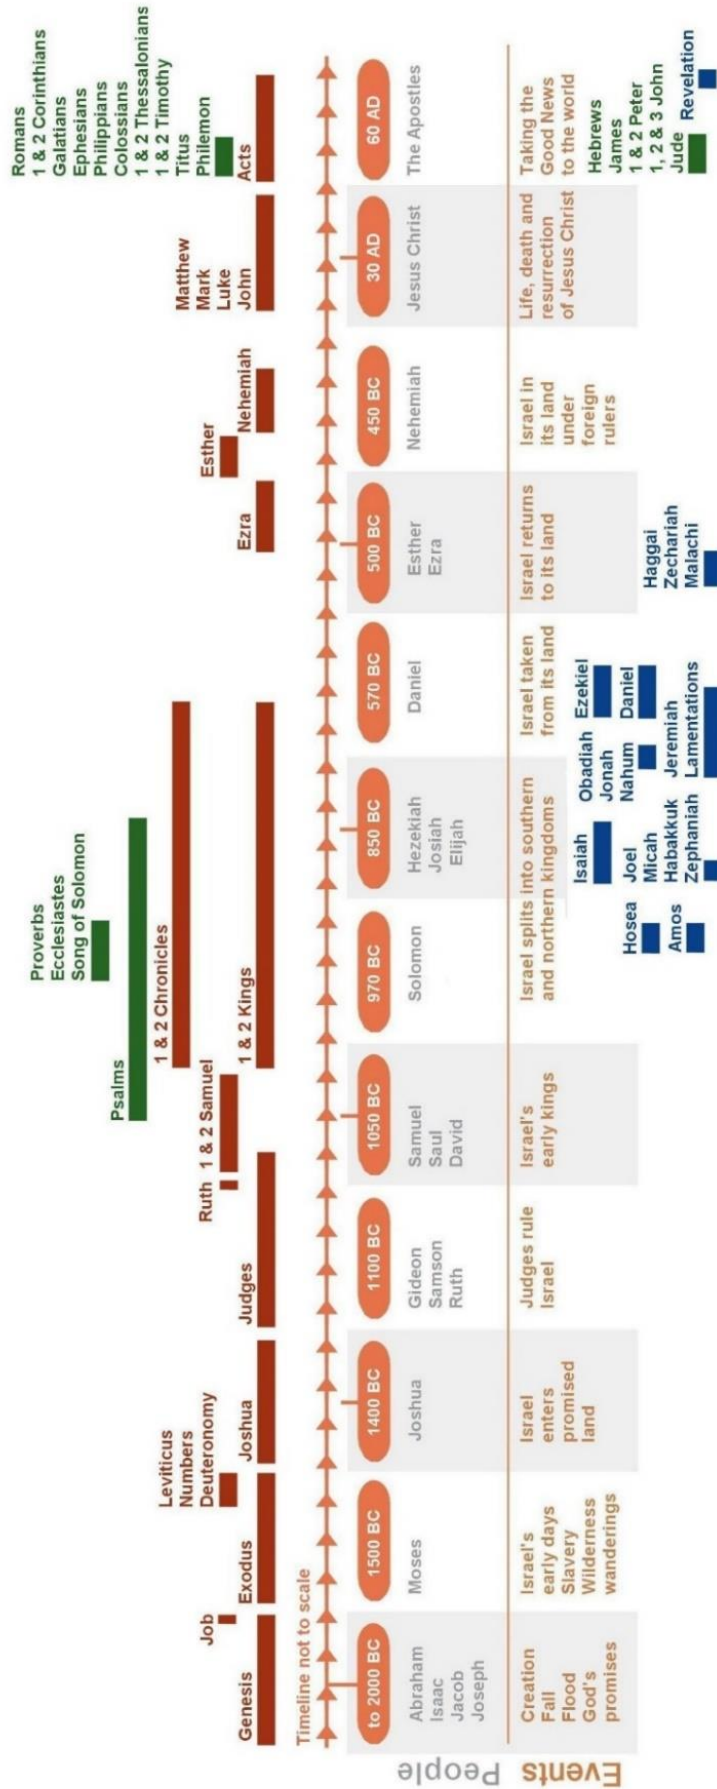 Proverbs
Ecclesiastes
Song of Solomon
Psalms
1 & 2 Chronicles
Romans
1 & 2 Corinthians
Galatians
Ephesians
Philippians
Colossians
1 & 2 Thessalonians
1 & 2 Timothy
Titus
Philemon
Leviticus
Numbers
Deuteronomy
Job
Ruth
1 & 2 Samuel
Esther
Matthew
Mark
Luke
John
Genesis
Exodus
Joshua
Judges
1 & 2 Kings
Ezra
Nehemiah
Acts
Timeline not to scale
to 2000 BC
1500 BC
1400 BC
1100 BC
1050 BC
970 BC
850 BC
570 BC
500 BC
450 BC
30 AD
60 AD
People
Abraham
Isaac
Jacob
Joseph
Moses
Joshua
Gideon
Samson
Ruth
Samuel
Saul
David
Solomon
Hezekiah
Josiah
Elijah
Daniel
Esther
Ezra
Nehemiah
Jesus Christ
The Apostles
Events
Creation
Fall
Flood
God's
promises
Israel's
early days
Slavery
Wilderness
wanderings
Israel
enters
promised
land
Judges rule
Israel
Israel's
early kings
Israel splits into southern
and northern kingdoms
Israel taken
from its land
Israel returns
to its land
Israel in
its land
under
foreign
rulers
Life, death and
resurrection
of Jesus Christ
Taking the
Good News
to the world
Hosea
Amos
Isaiah
Joel
Micah
Habakkuk
Zephaniah
Obadiah
Jonah
Nahum
Jeremiah
Lamentations
Ezekiel
Daniel
Haggai
Zechariah
Malachi
Hebrews
James
1 & 2 Peter
1, 2 & 3 John
Jude
Revelation